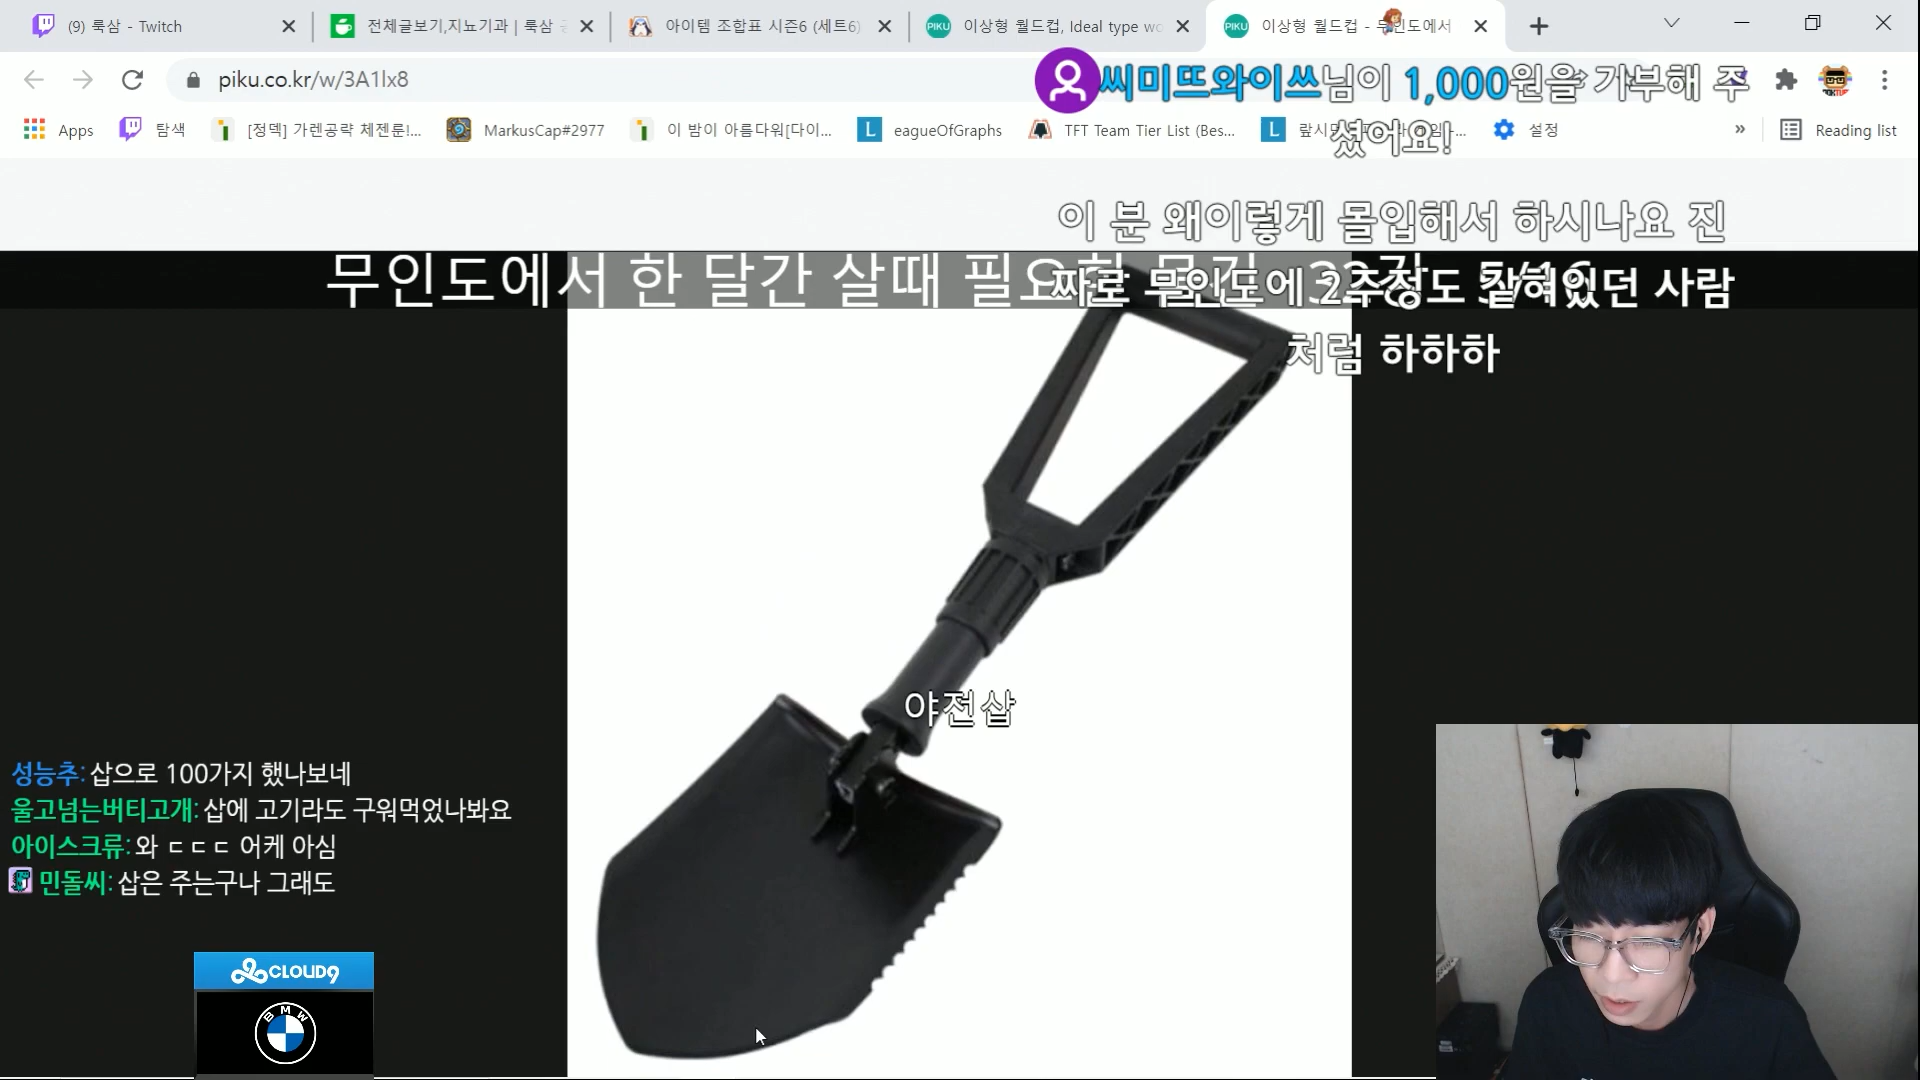 (9) 룩삼 - Twitch
전체글보기,지뇨기과 | 룩삼 공
아이템 조합표 시즌6 (세트6)
PIKU 이상형 월드컵, Ideal type wo
PIKU 이상형 월드컵 - 무인도에서
piku.co.kr/w/3A1lx8
씨미뜨와이쓰님이 1,000원을 기부해 주
셨어요!
Apps
탐색
[정덱] 가렌공략 체젠룬!...
MarkusCap#2977
이 밤이 아름다워[다이...
L eagueOfGraphs
TFT Team Tier List (Bes...
L
설정
»
Reading list
이 분 왜이렇게 몰입해서 하시나요 진
짜로 무인도에 2주정도 갇혀있던 사람
처럼 하하하
무인도에서 한 달간 살때 필요한 물건 32강 5/16
야전삽
성능추: 삽으로 100가지 했나보네
울고넘는버티고개: 삽에 고기라도 구워먹었나봐요
아이스크류: 와 ㄷㄷㄷ 어케 아심
민돌씨: 삽은 주는구나 그래도
CLOUD9
BMW